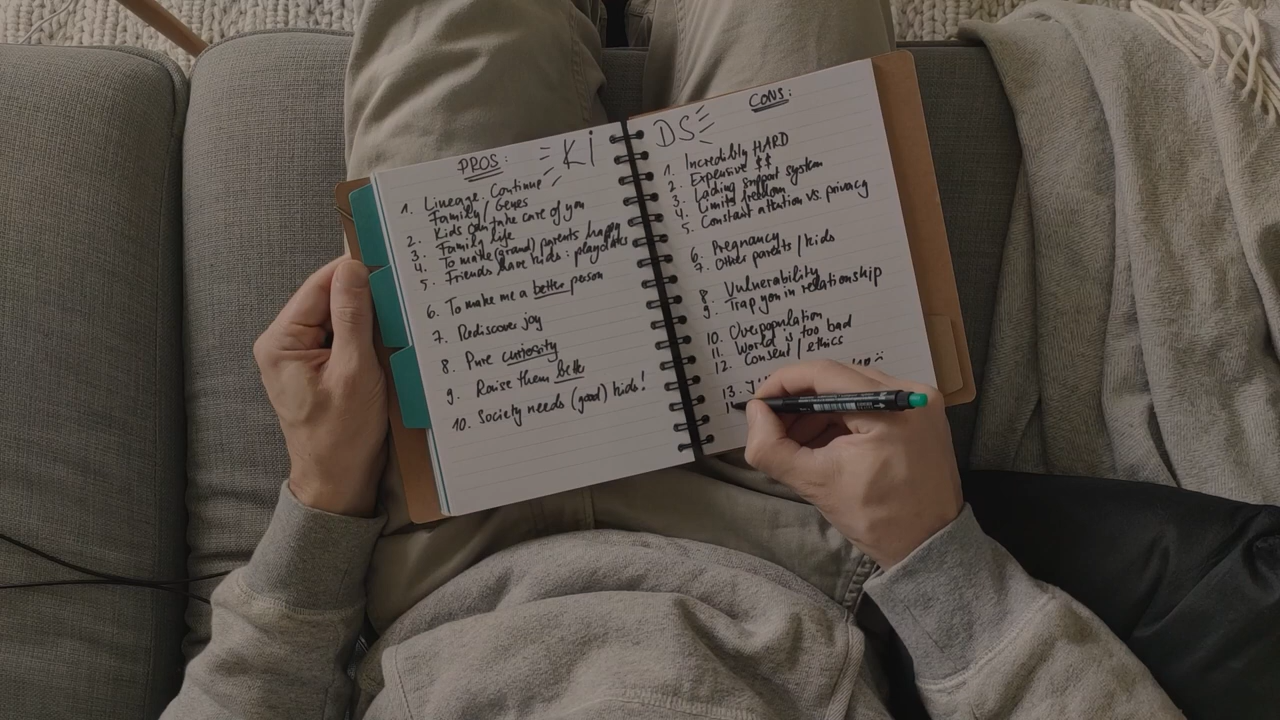 KiDS
PROS:
1. Lineage: Continue
Family / Genes
2. Kids can take care of you
3. Family life
4. To make (grand) parents happy
5. Friends have kids: playdates
6. To make me a better person
7. Rediscover joy
8. Pure curiosity
9. Raise them better
10. Society needs (good) kids!
CONS:
1. Incredibly HARD
2. Expensive $$
3. Lacking support system
4. Limits freedom
5. Constant attention vs. privacy
6. Pregnancy
7. Other parents / kids
8. Vulnerability
9. Trap you in relationship
10. Overpopulation
11. World is too bad
12. Consent / ethics
13.